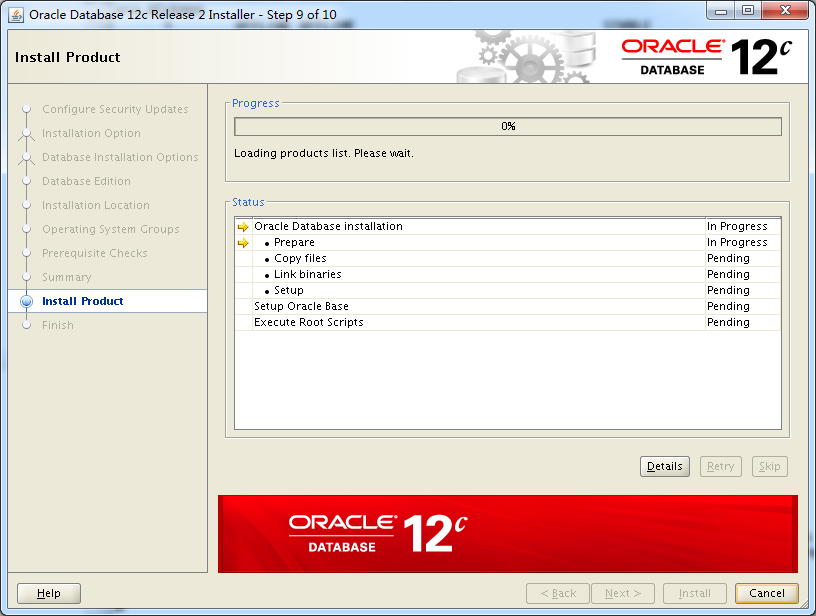 Oracle Database 12c Release 2 Installer - Step 9 of 10
Install Product
ORACLE
DATABASE
12c
Configure Security Updates
Installation Option
Database Installation Options
Database Edition
Installation Location
Operating System Groups
Prerequisite Checks
Summary
Install Product
Finish
Progress
0%
Loading products list. Please wait.
Status
Oracle Database installation In Progress
• Prepare In Progress
• Copy files Pending
• Link binaries Pending
• Setup Pending
Setup Oracle Base Pending
Execute Root Scripts Pending
Details Retry Skip
ORACLE
DATABASE
12c
Help < Back Next > Install Cancel